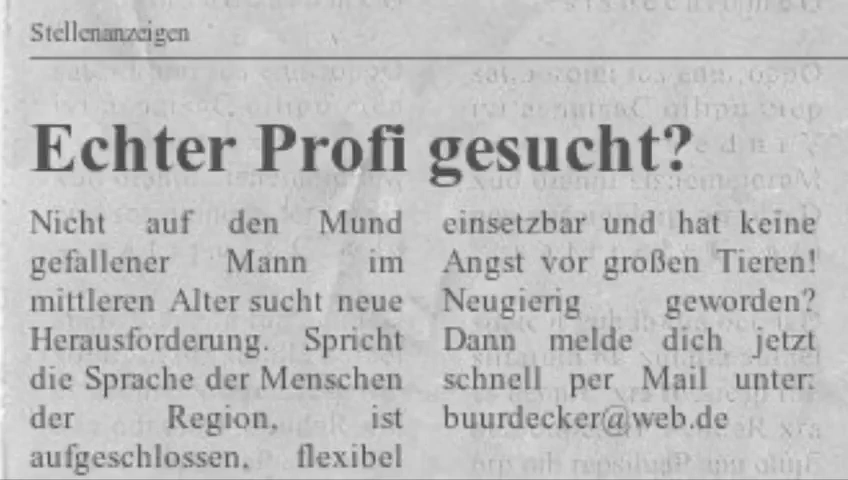 Stellenanzeigen
Echter Profi gesucht?
Nicht auf den Mund
gefallener Mann im
mittleren Alter sucht neue
Herausforderung. Spricht
die Sprache der Menschen
der Region, ist
aufgeschlossen, flexibel
einsetzbar und hat keine
Angst vor großen Tieren!
Neugierig geworden?
Dann melde dich jetzt
schnell per Mail unter:
buurdecker@web.de